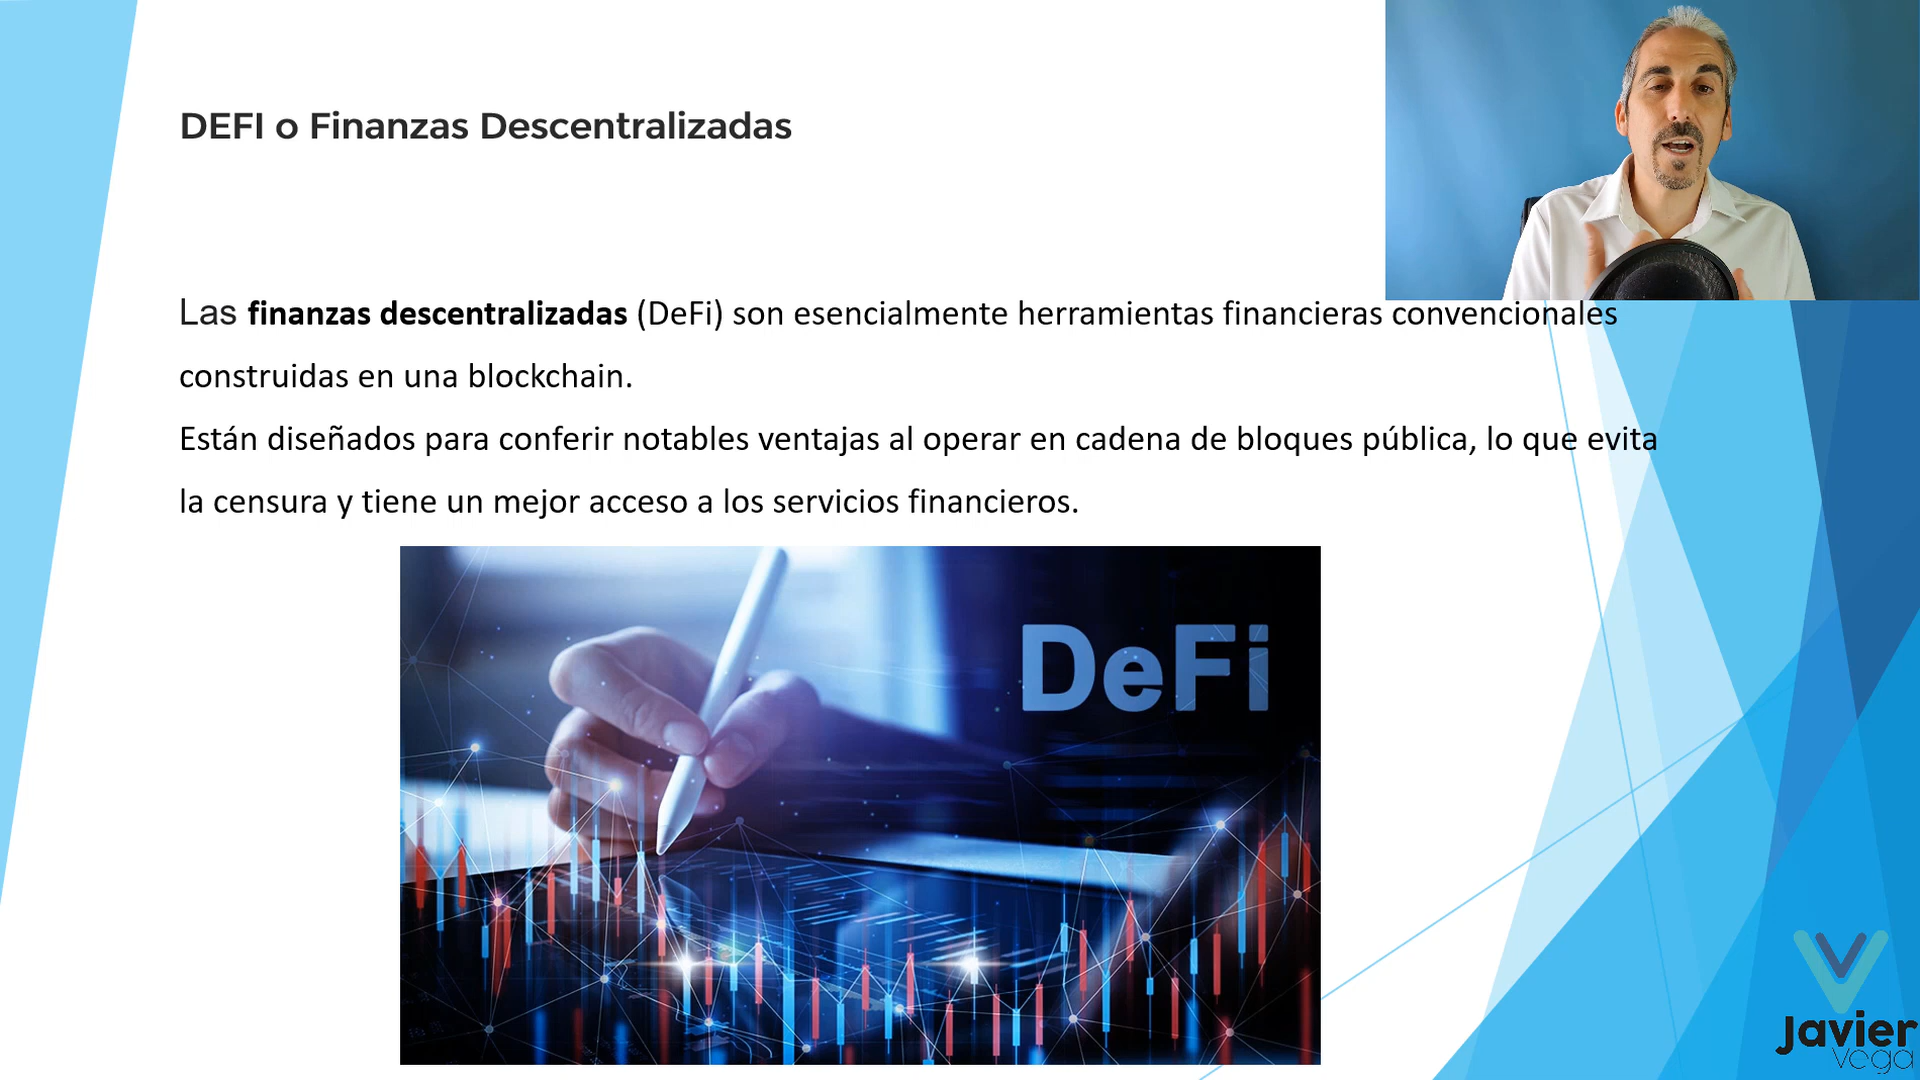 DEFI o Finanzas Descentralizadas
Las finanzas descentralizadas (DeFi) son esencialmente herramientas financieras convencionales
construidas en una blockchain.
Están diseñados para conferir notables ventajas al operar en cadena de bloques pública, lo que evita
la censura y tiene un mejor acceso a los servicios financieros.
DeFi
Javier
vega